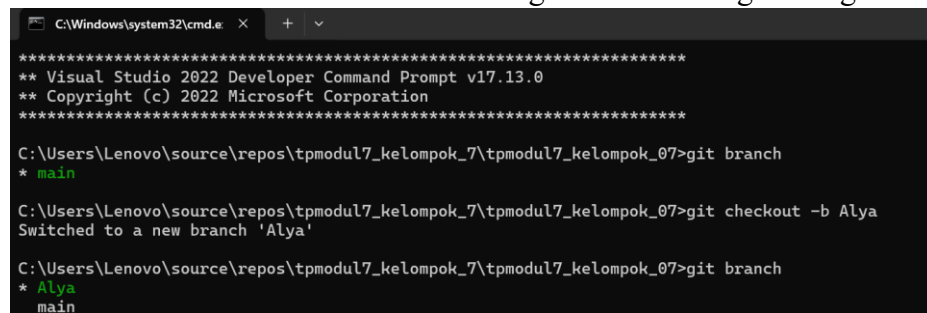 C:\Windows\system32\cmd.e
**********************************************************************
** Visual Studio 2022 Developer Command Prompt v17.13.0
** Copyright (c) 2022 Microsoft Corporation
**********************************************************************
C:\Users\Lenovo\source\repos\tpmodul7_kelompok_7\tpmodul7_kelompok_07>git branch
* main
C:\Users\Lenovo\source\repos\tpmodul7_kelompok_7\tpmodul7_kelompok_07>git checkout -b Alya
Switched to a new branch 'Alya'
C:\Users\Lenovo\source\repos\tpmodul7_kelompok_7\tpmodul7_kelompok_07>git branch
* Alya
main